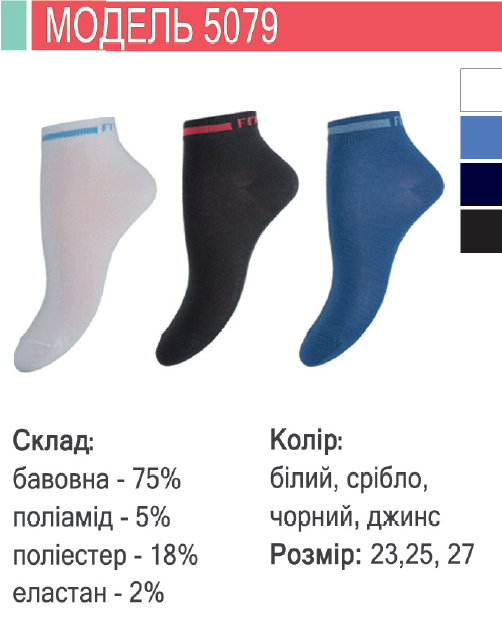 МОДЕЛЬ 5079
Склад:
бавовна - 75%
поліамід - 5%
поліестер - 18%
еластан - 2%
Колір:
білий, срібло,
чорний, джинс
Розмір: 23,25, 27